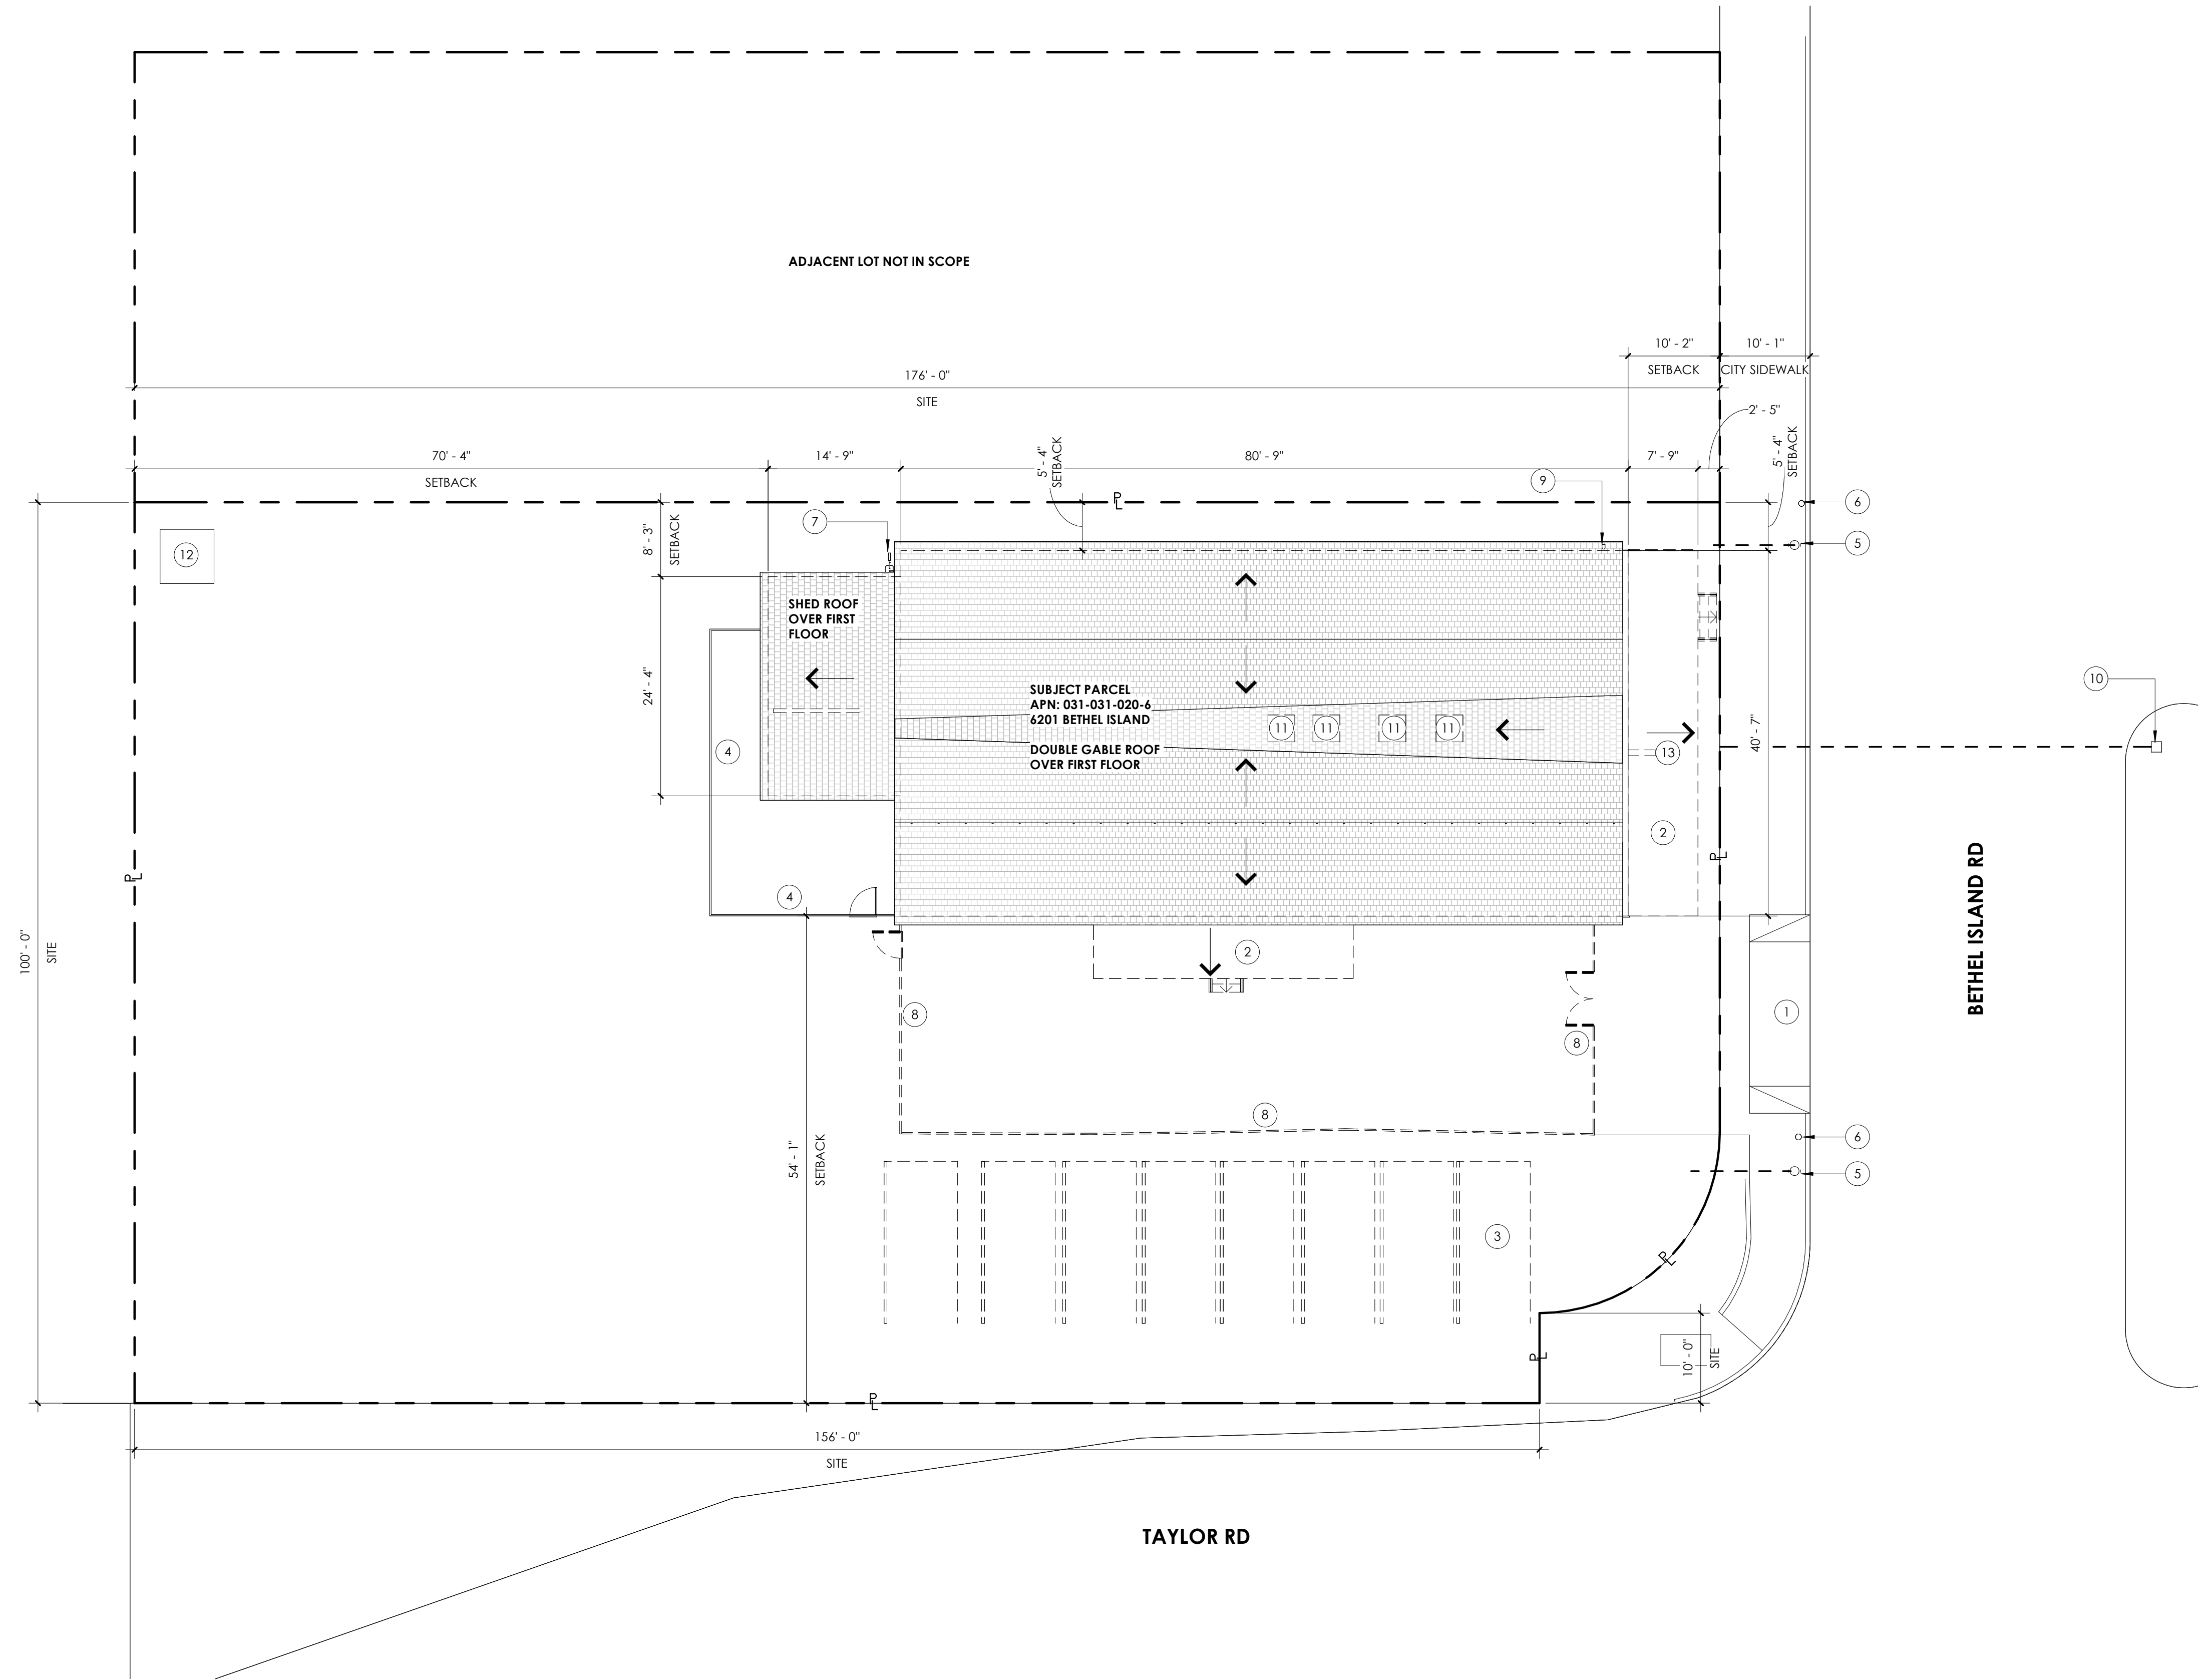 ADJACENT LOT NOT IN SCOPE
10' - 2"
10' - 1"
SETBACK
CITY SIDEWALK
176' - 0"
SITE
2' - 5"
70' - 4"
SETBACK
14' - 9"
5' - 4"
SETBACK
80' - 9"
7' - 9"
5' - 4"
SETBACK
9
PL
6
7
5
8' - 3"
SETBACK
12
SHED ROOF
OVER FIRST
FLOOR
24' - 4"
SUBJECT PARCEL
APN: 031-031-020-6
6201 BETHEL ISLAND
DOUBLE GABLE ROOF
OVER FIRST FLOOR
11
11
11
11
10
4
13
40' - 7"
2
PL
PL
4
BETHEL ISLAND RD
100' - 0"
SITE
2
8
1
8
8
6
54' - 1"
SETBACK
5
3
PL
10' - 0"
SITE
PL
PL
156' - 0"
SITE
TAYLOR RD